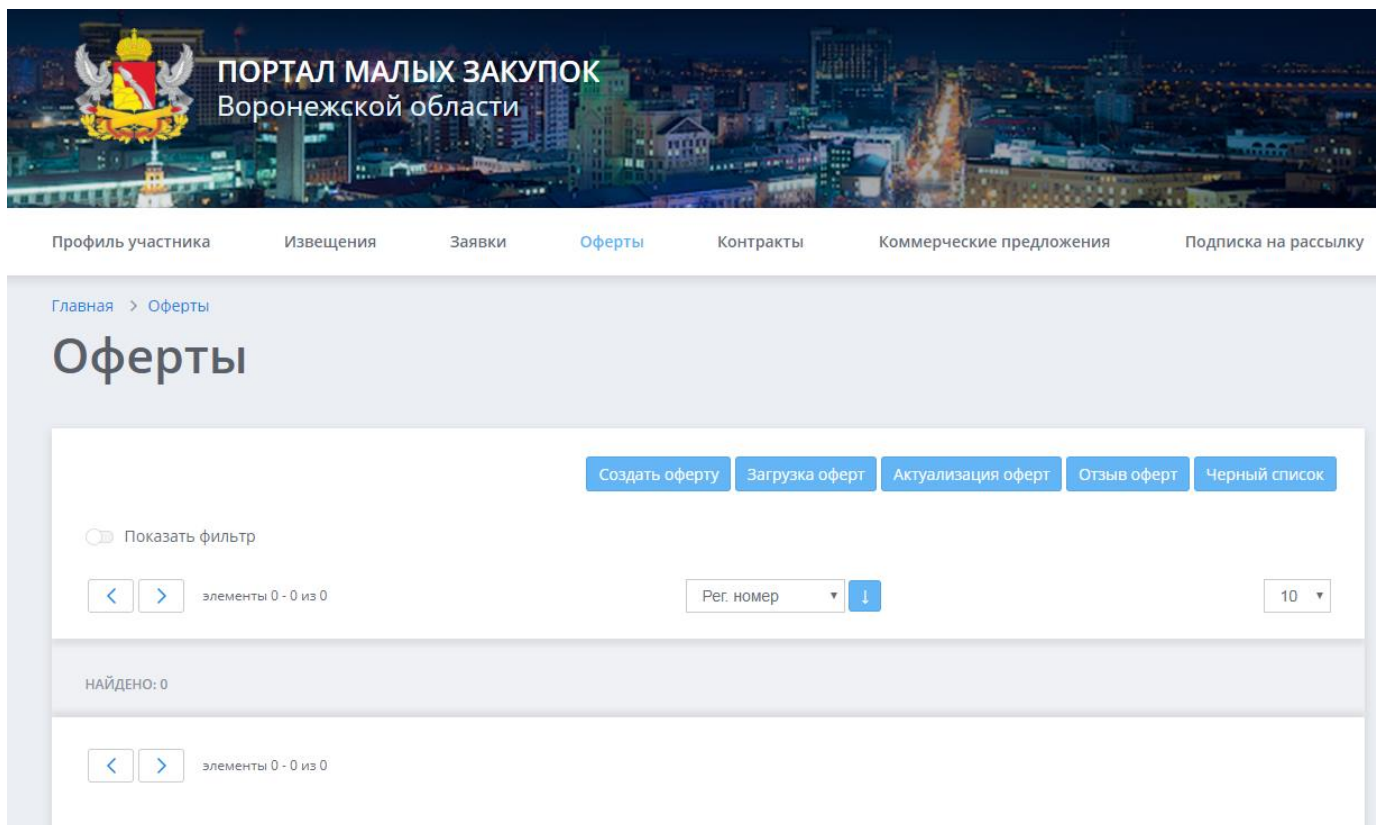 ПОРТАЛ МАЛЫХ ЗАКУПОК
Воронежской области
Профиль участника Извещения Заявки Оферты Контракты Коммерческие предложения Подписка на рассылку
Главная > Оферты
Оферты
Создать оферту Загрузка оферт Актуализация оферт Отзыв оферт Черный список
Показать фильтр
элементы 0 - 0 из 0 Рег. номер 10
НАЙДЕНО: 0
элементы 0 - 0 из 0